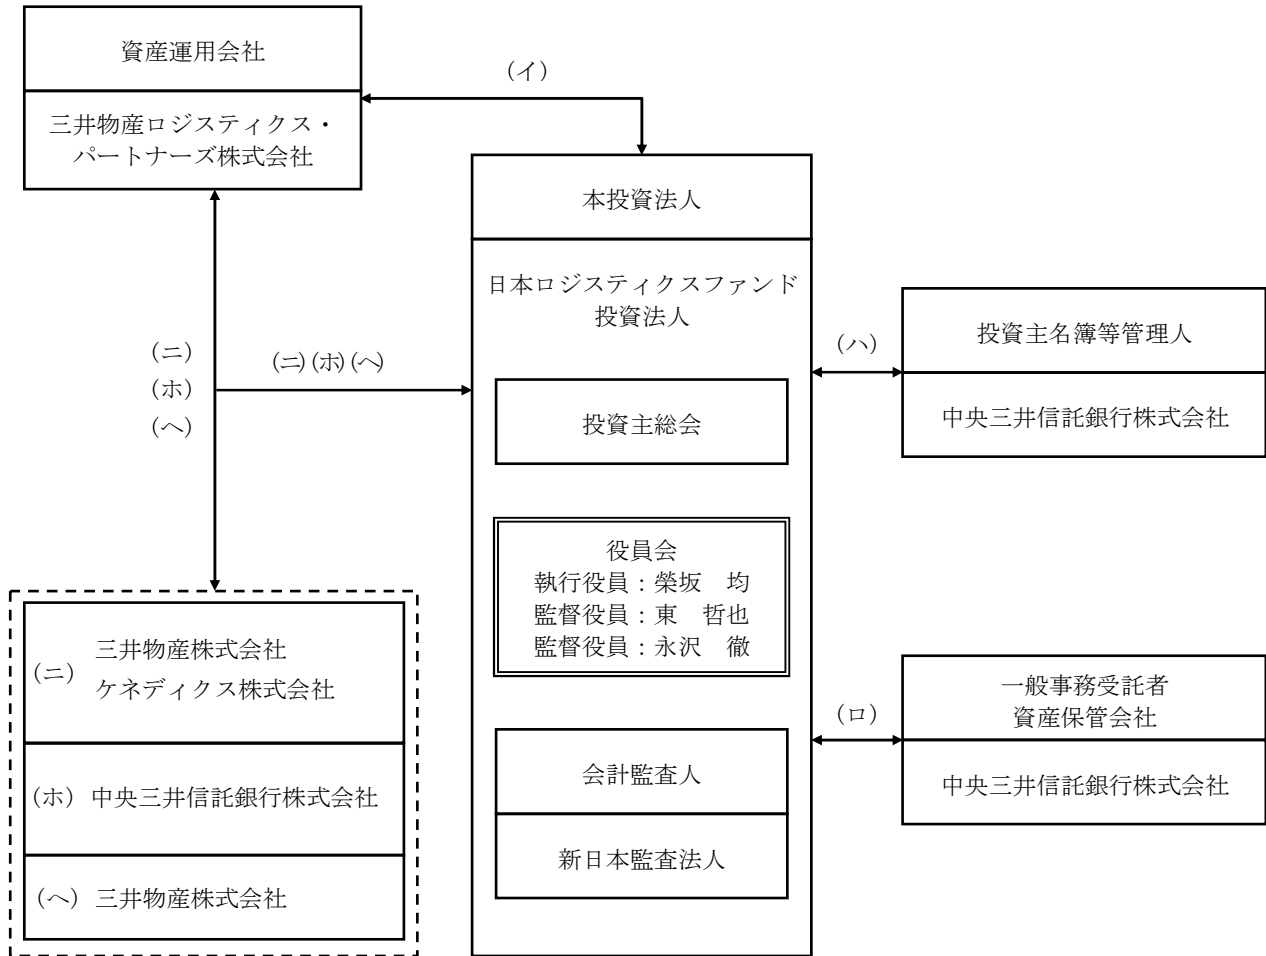 資産運用会社
三井物産ロジスティクス・
パートナーズ株式会社
（イ）
本投資法人
日本ロジスティクスファンド
投資法人
投資主総会
役員会
執行役員：榮坂　均
監督役員：東　哲也
監督役員：永沢　徹
会計監査人
新日本監査法人
（ハ）
投資主名簿等管理人
中央三井信託銀行株式会社
（ロ）
一般事務受託者
資産保管会社
中央三井信託銀行株式会社
（ニ）
（ホ）
（ヘ）
（ニ）（ホ）（ヘ）
（ニ）
三井物産株式会社
ケネディクス株式会社
（ホ） 中央三井信託銀行株式会社
（ヘ） 三井物産株式会社